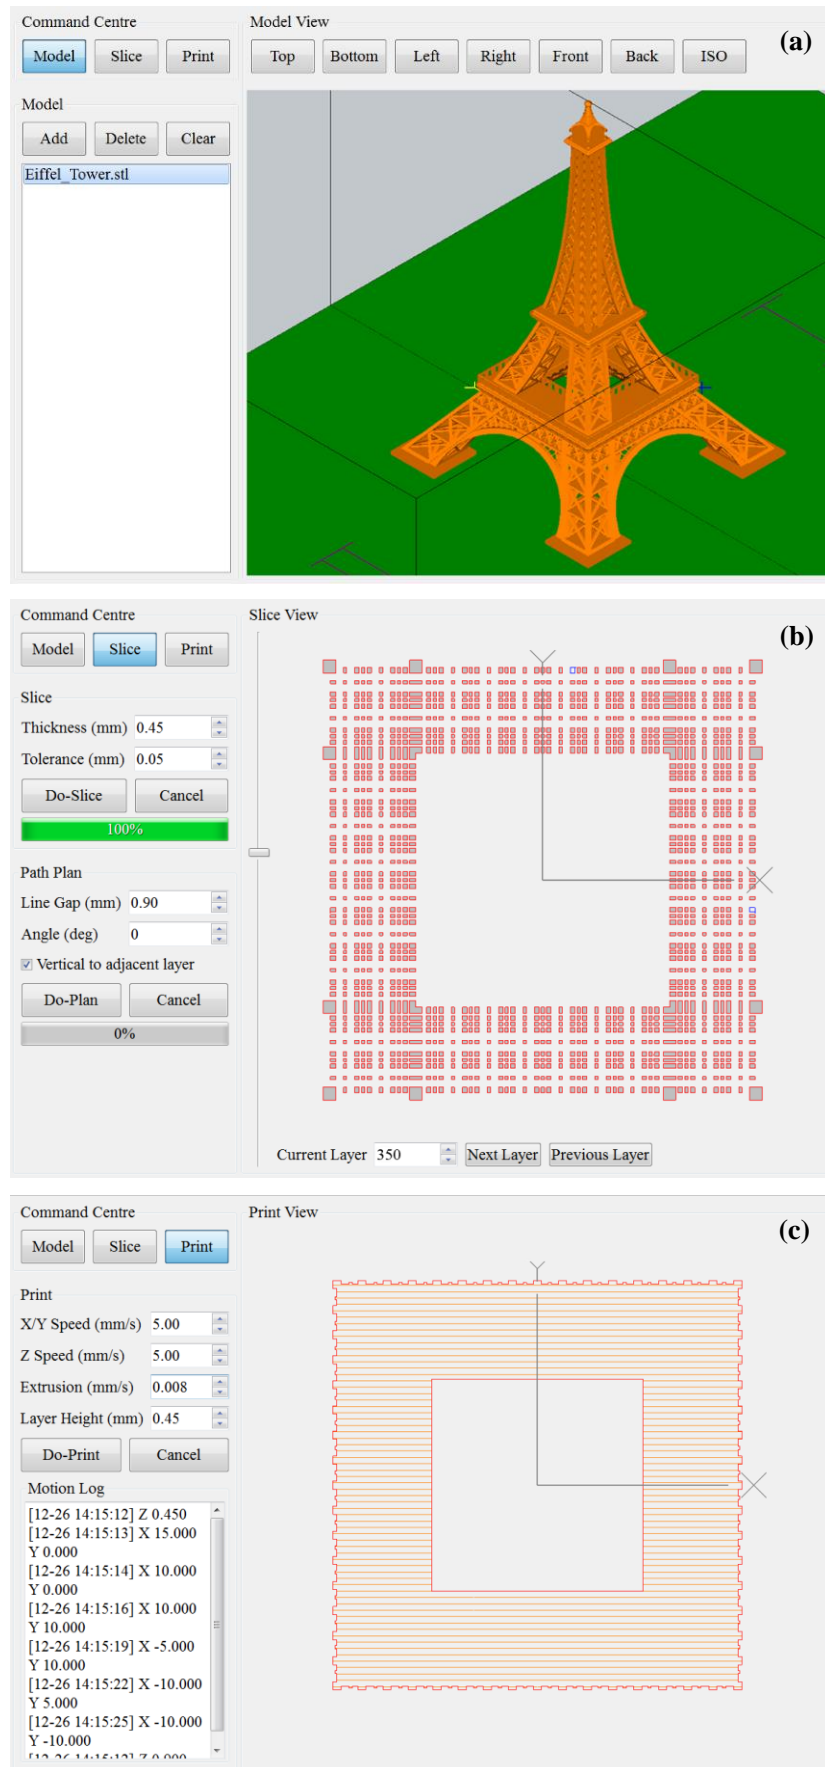 Command Centre
Model View
(a)
Model Slice Print
Top Bottom Left Right Front Back ISO
Model
Add Delete Clear
Eiffel_Tower.stl
Command Centre
Slice View
(b)
Model Slice Print
Slice
Thickness (mm) 0.45
Tolerance (mm) 0.05
Do-Slice Cancel
100%
Path Plan
Line Gap (mm) 0.90
Angle (deg) 0
Vertical to adjacent layer
Do-Plan Cancel
0%
Y
X
Current Layer 350 Next Layer Previous Layer
Command Centre
Print View
(c)
Model Slice Print
Print
X/Y Speed (mm/s) 5.00
Z Speed (mm/s) 5.00
Extrusion (mm/s) 0.008
Layer Height (mm) 0.45
Do-Print Cancel
Motion Log
[12-26 14:15:12] Z 0.450
[12-26 14:15:13] X 15.000
Y 0.000
[12-26 14:15:14] X 10.000
Y 0.000
[12-26 14:15:16] X 10.000
Y 10.000
[12-26 14:15:19] X -5.000
Y 10.000
[12-26 14:15:22] X -10.000
Y 5.000
[12-26 14:15:25] X -10.000
Y -10.000
[12-26 14:15:12] Z 0.900
Y
X